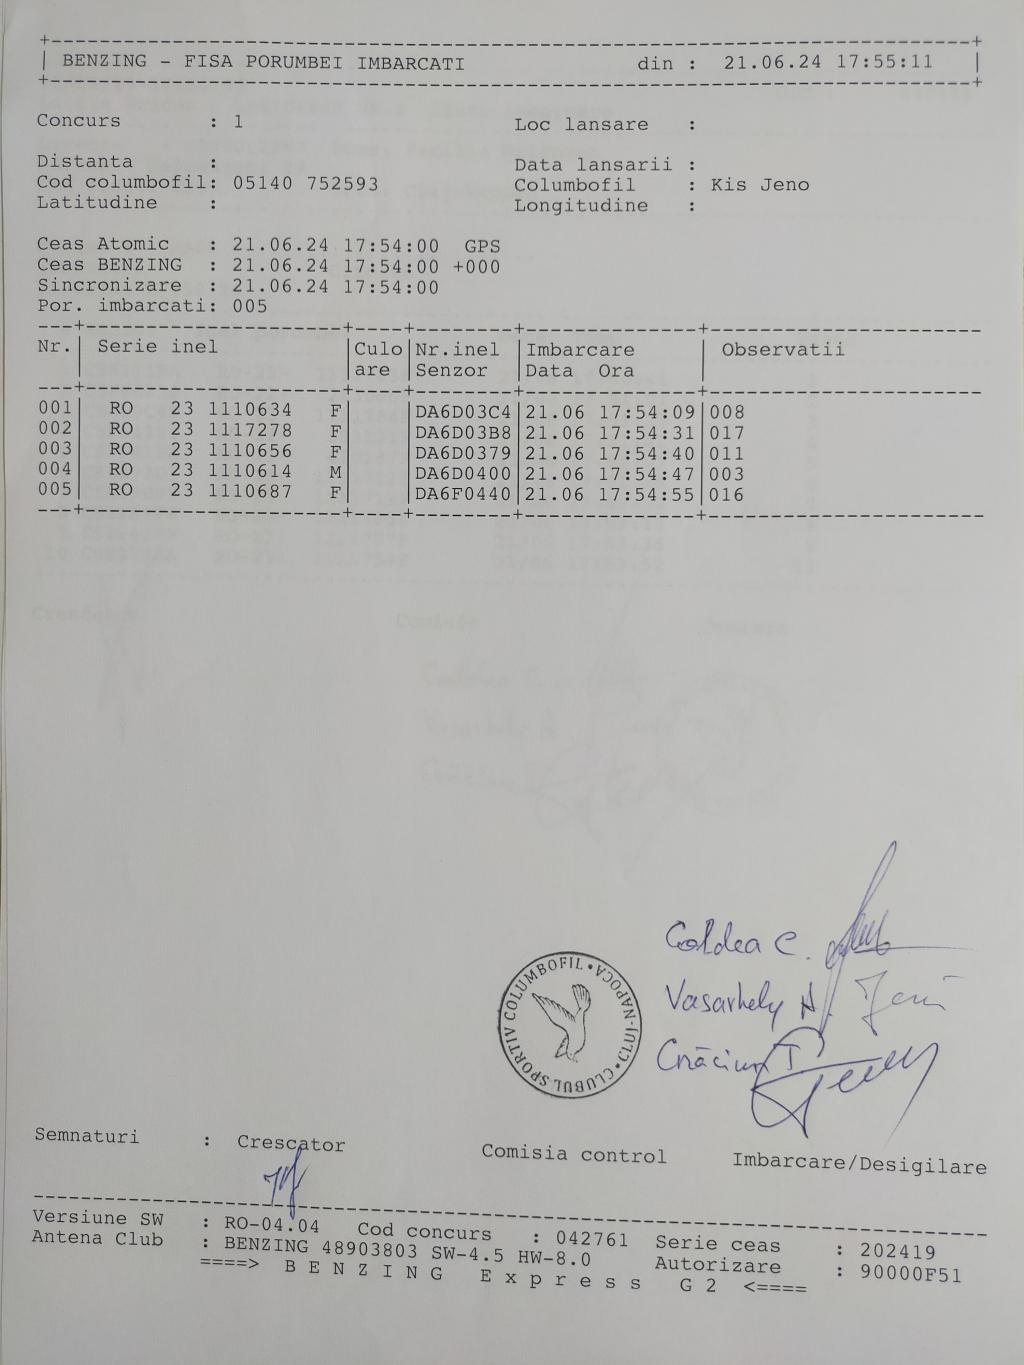 BENZING - FISA PORUMBEI IMBARCATI din : 21.06.24 17:55:11
Concurs : 1 Loc lansare :
Distanta : Data lansarii :
Cod columbofil: 05140 752593 Columbofil : Kis Jeno
Latitudine : Longitudine :
Ceas Atomic : 21.06.24 17:54:00 GPS
Ceas BENZING : 21.06.24 17:54:00 +000
Sincronizare : 21.06.24 17:54:00
Por. imbarcati: 005
Nr. Serie inel Culo Nr.inel Imbarcare Observatii
are Senzor Data Ora
001 RO 23 1110634 F DA6D03C4 21.06 17:54:09 008
002 RO 23 1117278 F DA6D03B8 21.06 17:54:31 017
003 RO 23 1110656 F DA6D0379 21.06 17:54:40 011
004 RO 23 1110614 M DA6D0400 21.06 17:54:47 003
005 RO 23 1110687 F DA6F0440 21.06 17:54:55 016
Coldea C.
Vasarhely A.
Crăciun I
CLUBUL SPORTIV COLUMBOFIL • CLUJ-NAPOCA •
Semnaturi : Crescator Comisia control Imbarcare/Desigilare
Versiune SW : RO-04.04 Cod concurs : 042761 Serie ceas : 202419
Antena Club : BENZING 48903803 SW-4.5 HW-8.0 Autorizare : 90000F51
====> B E N Z I N G E x p r e s s G 2 <====